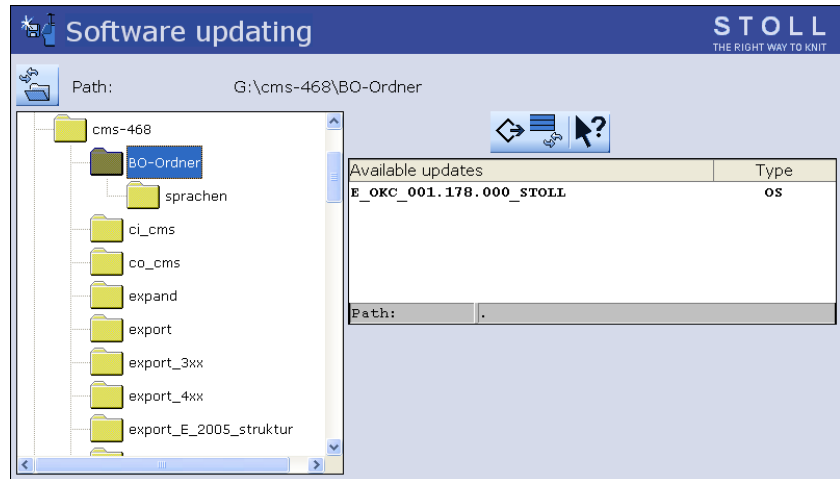 Software updating
STOLL
THE RIGHT WAY TO KNIT
Path: G:\cms-468\BO-Ordner
cms-468
BO-Ordner
sprachen
ci_cms
co_cms
expand
export
export_3xx
export_4xx
export_E_2005_struktur
?
Available updates Type
E_OKC_001.178.000_STOLL OS
Path: .